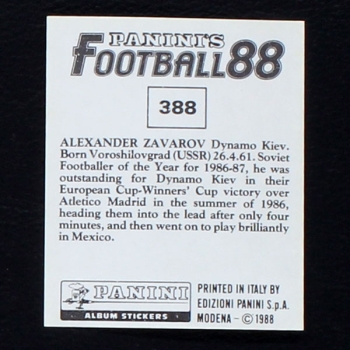 PANINI'S
FOOTBALL 88
388
ALEXANDER ZAVAROV Dynamo Kiev.
Born Voroshilovgrad (USSR) 26.4.61. Soviet
Footballer of the Year for 1986-87, he was
outstanding for Dynamo Kiev in their
European Cup-Winners' Cup victory over
Atletico Madrid in the summer of 1986,
heading them into the lead after only four
minutes, and then went on to play brilliantly
in Mexico.
PANINI
ALBUM STICKERS
PRINTED IN ITALY BY
EDIZIONI PANINI S.p.A.
MODENA - © 1988